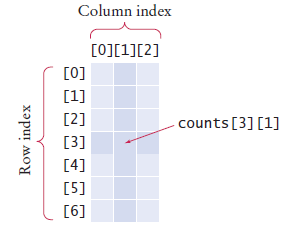 Column index
[0][1][2]
Row index
[0]
[1]
[2]
[3]
[4]
[5]
[6]
counts[3][1]